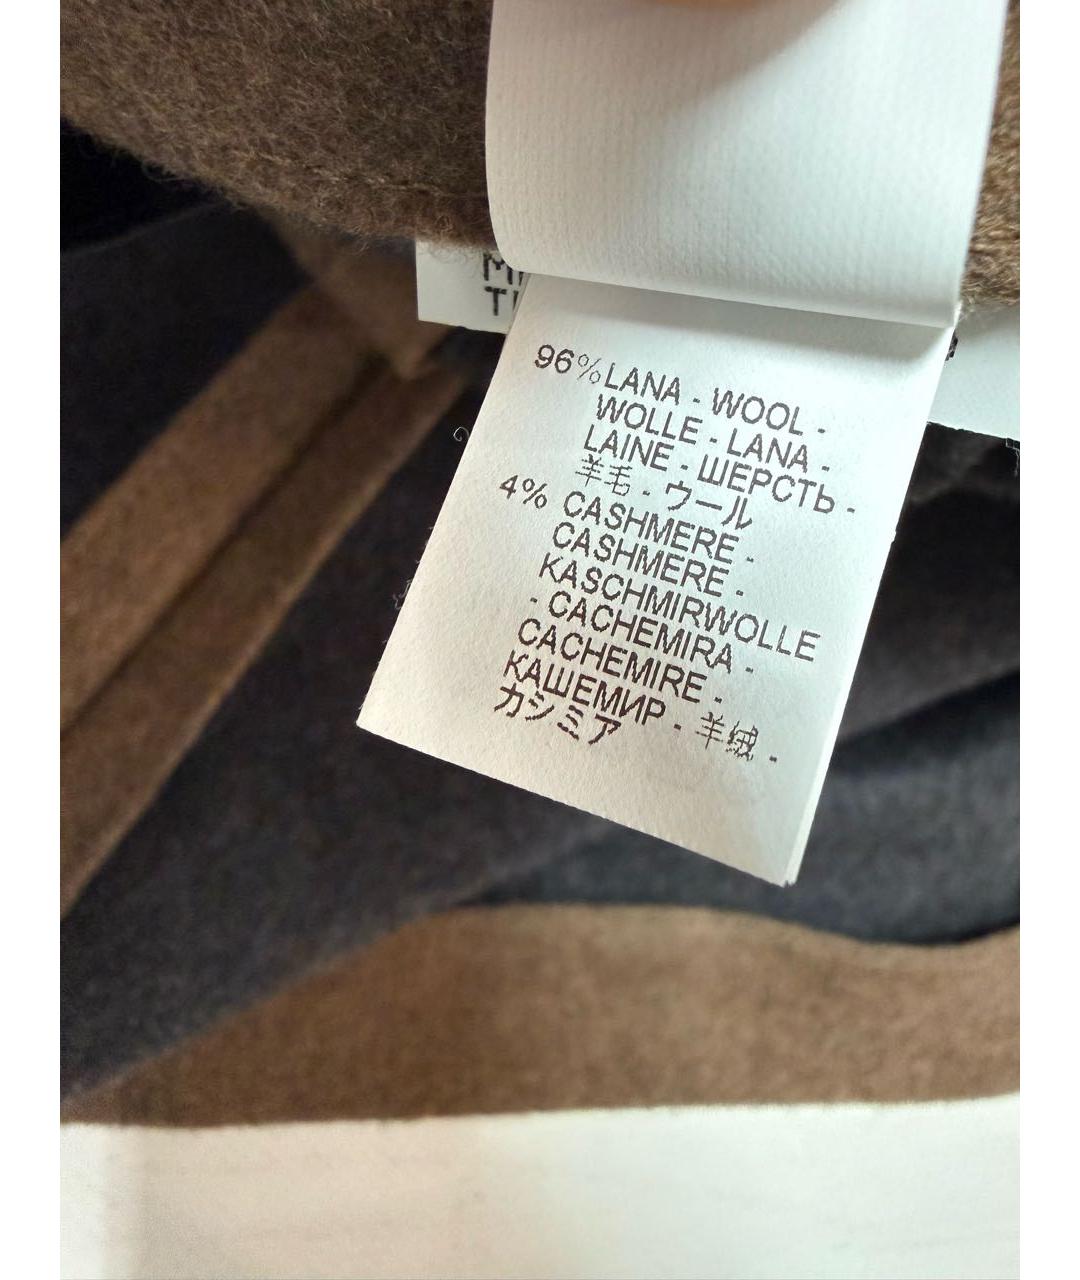 96% LANA - WOOL -
WOLLE - LANA -
LAINE - ШЕРСТЬ -
羊毛 - ウール
4% CASHMERE -
CASHMERE -
KASCHMIRWOLLE
- CACHEMIRA -
CACHEMIRE -
КАШЕМИР - 羊绒 -
カシミア